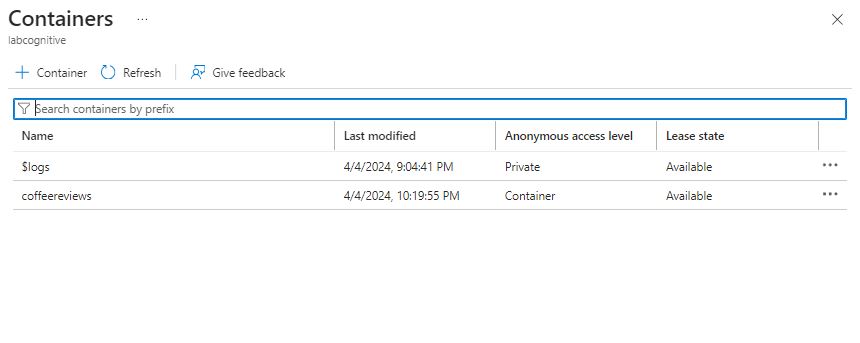 Containers ...
labcognitive
+ Container Refresh Give feedback
Search containers by prefix
Name Last modified Anonymous access level Lease state
$logs 4/4/2024, 9:04:41 PM Private Available ...
coffeereviews 4/4/2024, 10:19:55 PM Container Available ...